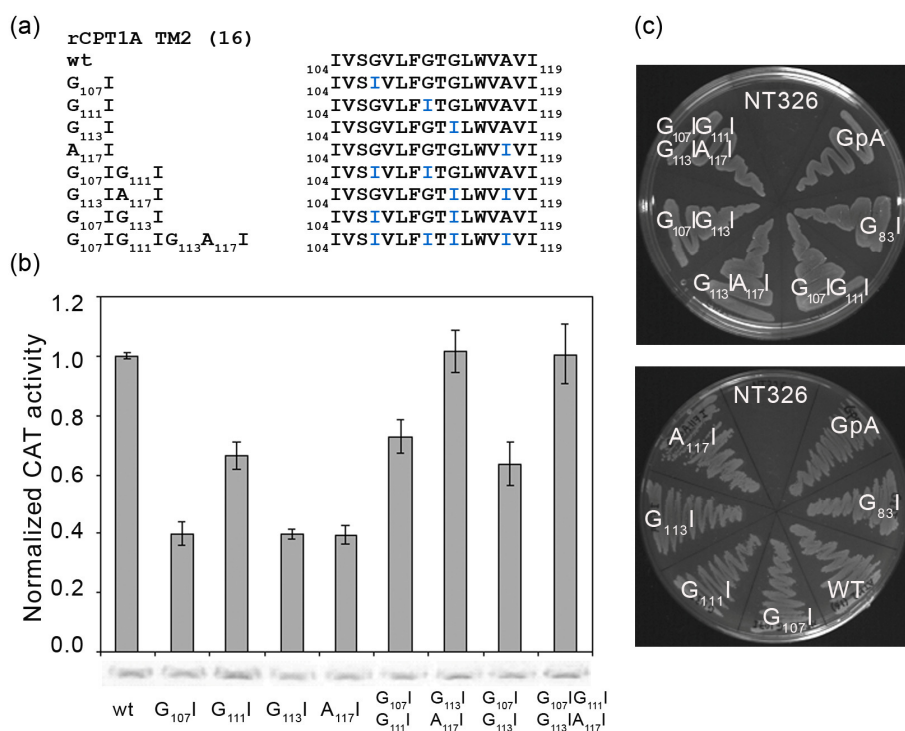 (a)
rCPT1A TM2 (16)
wt 104IVSGVLFGTGLWVAVI119
G107I 104IVSIVLFGTGLWVAVI119
G111I 104IVSGVLFITGLWVAVI119
G113I 104IVSGVLFGTILWVAVI119
A117I 104IVSGVLFGTGLWVIVI119
G107IG111I 104IVSIVLFITGLWVAVI119
G113IA117I 104IVSGVLFGTILWVIVI119
G107IG113I 104IVSIVLFGTILWVAVI119
G107IG111IG113A117I 104IVSIVLFITILWVIVI119
(b)
Normalized CAT activity
1.2
1.0
0.8
0.6
0.4
0.2
0.0
wt G107I G111I G113I A117I G107I G113I G107I G107IG111I
G111I A117I G113I G113IA117I
(c)
NT326
G107IG111I
G113IA117I
GpA
G107IG113I
G83I
G113IA117I
G107IG111I
NT326
A117I
GpA
G113I
G83I
G111I
WT
G107I